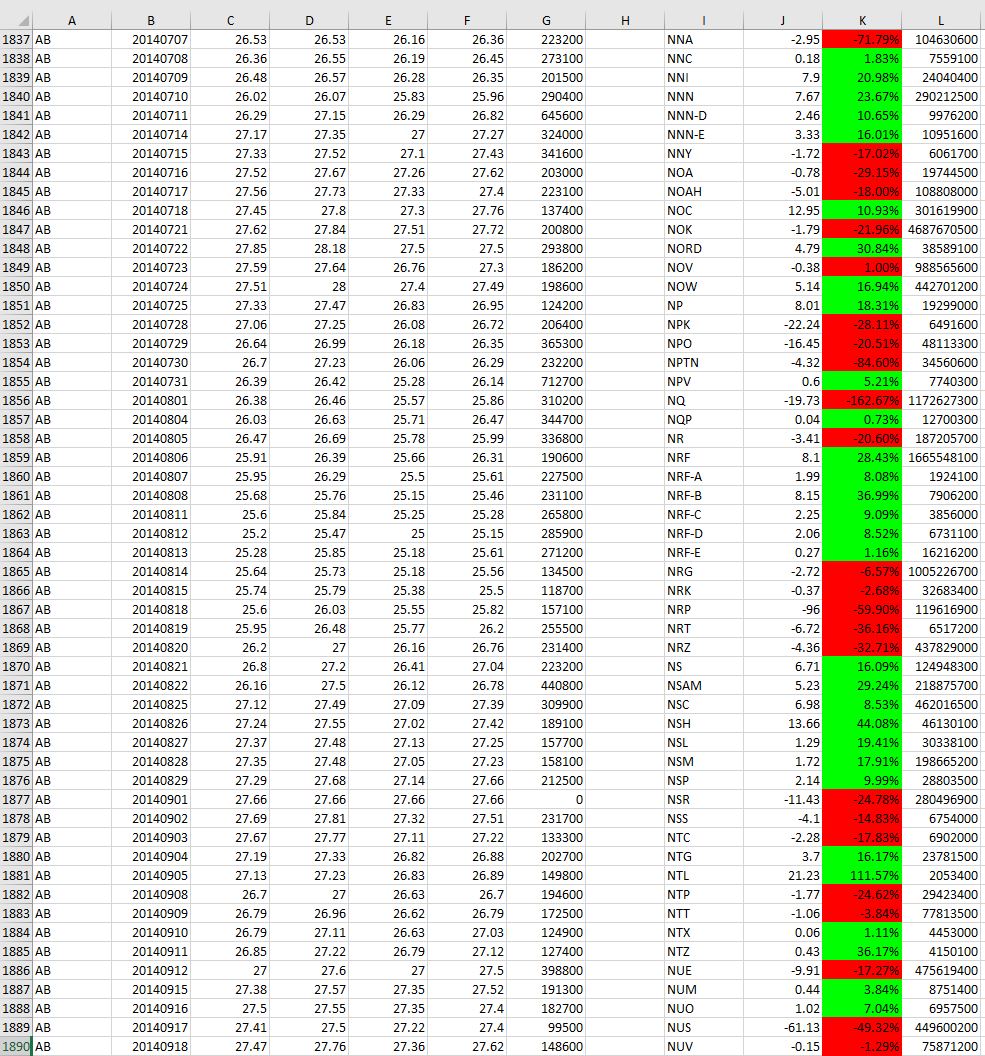 A B C D E F G H I J K L
1837 AB 20140707 26.53 26.53 26.16 26.36 223200 NNA -2.95 -71.79% 104630600
1838 AB 20140708 26.36 26.55 26.19 26.45 273100 NNC 0.18 1.83% 7559100
1839 AB 20140709 26.48 26.57 26.28 26.35 201500 NNI 7.9 20.98% 24040400
1840 AB 20140710 26.02 26.07 25.83 25.96 290400 NNN 7.67 23.67% 290212500
1841 AB 20140711 26.29 27.15 26.29 26.82 645600 NNN-D 2.46 10.65% 9976200
1842 AB 20140714 27.17 27.35 27 27.27 324000 NNN-E 3.33 16.01% 10951600
1843 AB 20140715 27.33 27.52 27.1 27.43 341600 NNY -1.72 -17.02% 6061700
1844 AB 20140716 27.52 27.67 27.26 27.62 203000 NOA -0.78 -29.15% 19744500
1845 AB 20140717 27.56 27.73 27.33 27.4 223100 NOAH -5.01 -18.00% 108808000
1846 AB 20140718 27.45 27.8 27.3 27.76 137400 NOC 12.95 10.93% 301619900
1847 AB 20140721 27.62 27.84 27.51 27.72 200800 NOK -1.79 -21.96% 4687670500
1848 AB 20140722 27.85 28.18 27.5 27.5 293800 NORD 4.79 30.84% 38589100
1849 AB 20140723 27.59 27.64 26.76 27.3 186200 NOV -0.38 1.00% 988565600
1850 AB 20140724 27.51 28 27.4 27.49 198600 NOW 5.14 16.94% 442701200
1851 AB 20140725 27.33 27.47 26.83 26.95 124200 NP 8.01 18.31% 19299000
1852 AB 20140728 27.06 27.25 26.08 26.72 206400 NPK -22.24 -28.11% 6491600
1853 AB 20140729 26.64 26.99 26.18 26.35 365300 NPO -16.45 -20.51% 48113300
1854 AB 20140730 26.7 27.23 26.06 26.29 232200 NPTN -4.32 -84.60% 34560600
1855 AB 20140731 26.39 26.42 25.28 26.14 712700 NPV 0.6 5.21% 7740300
1856 AB 20140801 26.38 26.46 25.57 25.86 310200 NQ -19.73 -162.67% 1172627300
1857 AB 20140804 26.03 26.63 25.71 26.47 344700 NQP 0.04 0.73% 12700300
1858 AB 20140805 26.47 26.69 25.78 25.99 336800 NR -3.41 -20.60% 187205700
1859 AB 20140806 25.91 26.39 25.66 26.31 190600 NRF 8.1 28.43% 1665548100
1860 AB 20140807 25.95 26.29 25.5 25.61 227500 NRF-A 1.99 8.08% 1924100
1861 AB 20140808 25.68 25.76 25.15 25.46 231100 NRF-B 8.15 36.99% 7906200
1862 AB 20140811 25.6 25.84 25.25 25.28 265800 NRF-C 2.25 9.09% 3856000
1863 AB 20140812 25.2 25.47 25 25.15 285900 NRF-D 2.06 8.52% 6731100
1864 AB 20140813 25.28 25.85 25.18 25.61 271200 NRF-E 0.27 1.16% 16216200
1865 AB 20140814 25.64 25.73 25.18 25.56 134500 NRG -2.72 -6.57% 1005226700
1866 AB 20140815 25.74 25.79 25.38 25.5 118700 NRK -0.37 -2.68% 32683400
1867 AB 20140818 25.6 26.03 25.55 25.82 157100 NRP -96 -59.90% 119616900
1868 AB 20140819 25.95 26.48 25.77 26.2 255500 NRT -6.72 -36.16% 6517200
1869 AB 20140820 26.2 27 26.16 26.76 231400 NRZ -4.36 -32.71% 437829000
1870 AB 20140821 26.8 27.2 26.41 27.04 223200 NS 6.71 16.09% 124948300
1871 AB 20140822 26.16 27.5 26.12 26.78 440800 NSAM 5.23 29.24% 218875700
1872 AB 20140825 27.12 27.49 27.09 27.39 309900 NSC 6.98 8.53% 462016500
1873 AB 20140826 27.24 27.55 27.02 27.42 189100 NSH 13.66 44.08% 46130100
1874 AB 20140827 27.37 27.48 27.13 27.25 157700 NSL 1.29 19.41% 30338100
1875 AB 20140828 27.35 27.48 27.05 27.23 158100 NSM 1.72 17.91% 198665200
1876 AB 20140829 27.29 27.68 27.14 27.66 212500 NSP 2.14 9.99% 28803500
1877 AB 20140901 27.66 27.66 27.66 27.66 0 NSR -11.43 -24.78% 280496900
1878 AB 20140902 27.69 27.81 27.32 27.51 231700 NSS -4.1 -14.83% 6754000
1879 AB 20140903 27.67 27.77 27.11 27.22 133300 NTC -2.28 -17.83% 6902000
1880 AB 20140904 27.19 27.33 26.82 26.88 202700 NTG 3.7 16.17% 23781500
1881 AB 20140905 27.13 27.23 26.83 26.89 149800 NTL 21.23 111.57% 2053400
1882 AB 20140908 26.7 27 26.63 26.7 194600 NTP -1.77 -24.62% 29423400
1883 AB 20140909 26.79 26.96 26.62 26.79 172500 NTT -1.06 -3.84% 77813500
1884 AB 20140910 26.79 27.11 26.63 27.03 124900 NTX 0.06 1.11% 4453000
1885 AB 20140911 26.85 27.22 26.79 27.12 127400 NTZ 0.43 36.17% 4150100
1886 AB 20140912 27 27.6 27 27.5 398800 NUE -9.91 -17.27% 475619400
1887 AB 20140915 27.38 27.57 27.35 27.52 191300 NUM 0.44 3.84% 8751400
1888 AB 20140916 27.5 27.55 27.35 27.4 182700 NUO 1.02 7.04% 6957500
1889 AB 20140917 27.41 27.5 27.22 27.4 99500 NUS -61.13 -49.32% 449600200
1890 AB 20140918 27.47 27.76 27.36 27.62 148600 NUV -0.15 -1.29% 75871200